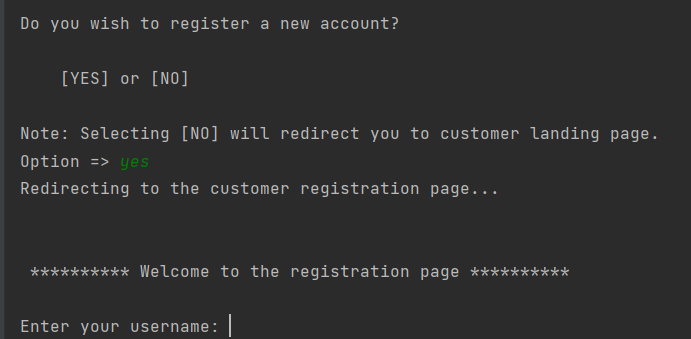 Do you wish to register a new account?
[YES] or [NO]
Note: Selecting [NO] will redirect you to customer landing page.
Option => yes
Redirecting to the customer registration page...
********** Welcome to the registration page **********
Enter your username: